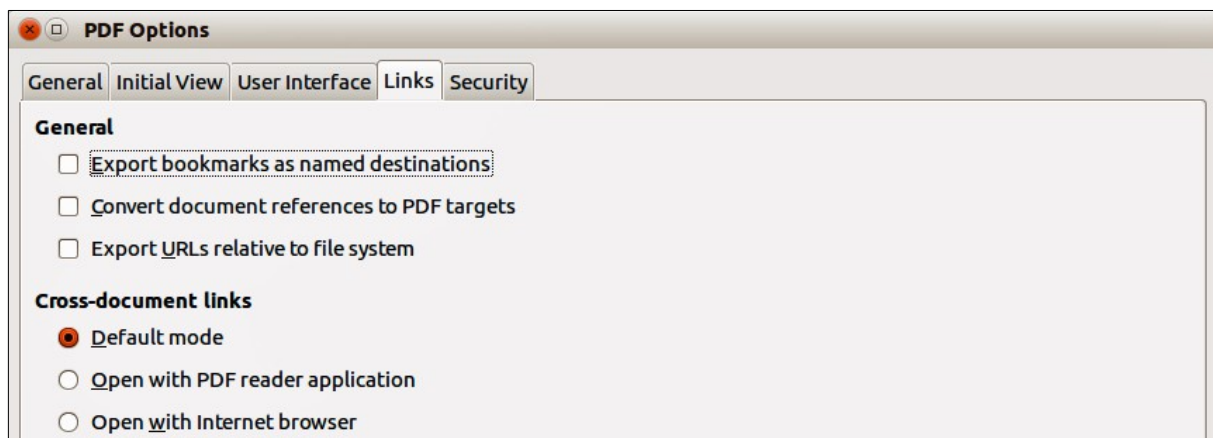 PDF Options
General Initial View User Interface Links Security
General
Export bookmarks as named destinations
Convert document references to PDF targets
Export URLs relative to file system
Cross-document links
Default mode
Open with PDF reader application
Open with Internet browser